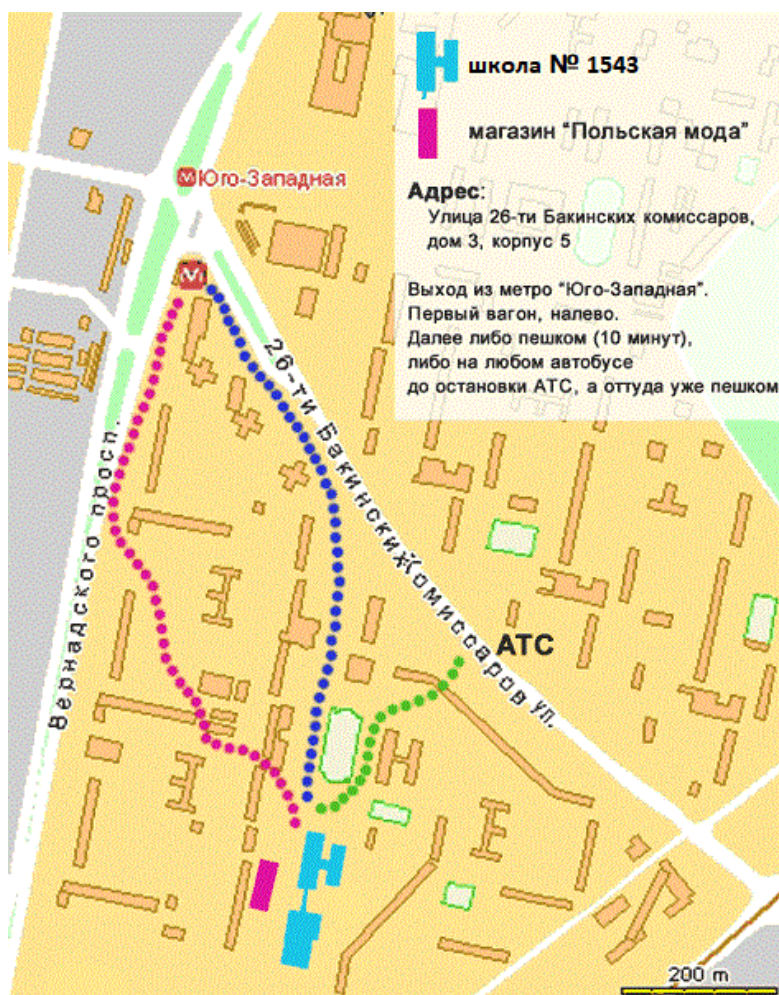 школа № 1543
магазин "Польская мода"
Юго-Западная
Адрес:
Улица 26-ти Бакинских комиссаров,
дом 3, корпус 5
Выход из метро "Юго-Западная".
Первый вагон, налево.
Далее либо пешком (10 минут),
либо на любом автобусе
до остановки АТС, а оттуда уже пешком
26-ти Бакинских Комиссаров ул.
Вернадского просп.
АТС
200 m